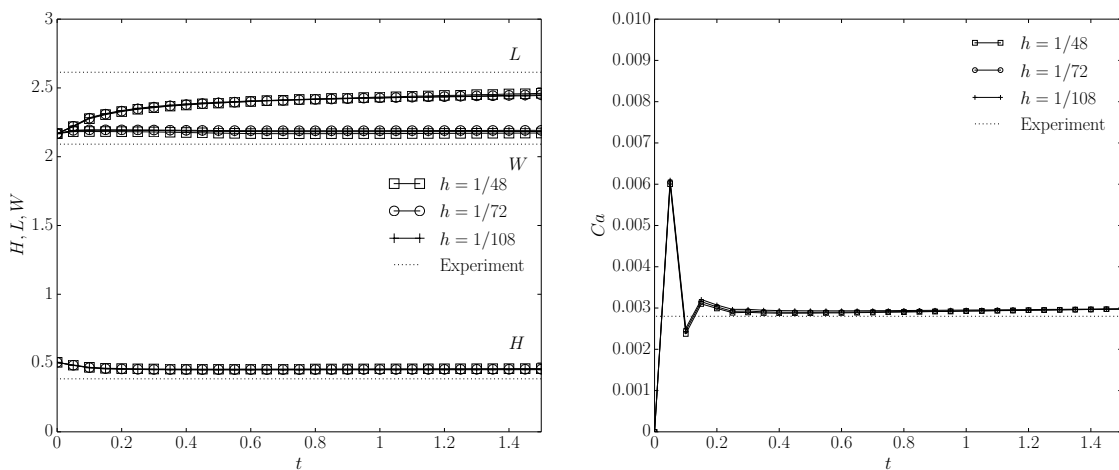 3
2.5
2
1.5
1
0.5
0
0
0.2
0.4
0.6
0.8
1
1.2
1.4
H, L, W
t
L
W
h = 1/48
h = 1/72
h = 1/108
Experiment
H
0.010
0.009
0.008
0.007
0.006
0.005
0.004
0.003
0.002
0.001
0
0
0.2
0.4
0.6
0.8
1
1.2
1.4
Ca
t
h = 1/48
h = 1/72
h = 1/108
Experiment